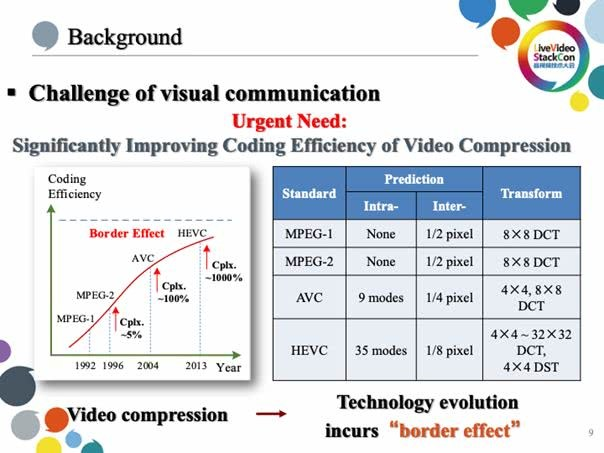 Background
LiveVideo
StackCon
音视频技术大会
▪ Challenge of visual communication
Urgent Need:
Significantly Improving Coding Efficiency of Video Compression
Coding
Efficiency
Border Effect
HEVC
AVC
Cplx.
~1000%
MPEG-2
Cplx.
~100%
MPEG-1
Cplx.
~5%
1992 1996 2004 2013 Year
Standard Prediction Transform
Intra- Inter-
MPEG-1 None 1/2 pixel 8×8 DCT
MPEG-2 None 1/2 pixel 8×8 DCT
AVC 9 modes 1/4 pixel 4×4, 8×8
DCT
HEVC 35 modes 1/8 pixel 4×4 ~ 32×32
DCT,
4×4 DST
Video compression → Technology evolution
incurs “border effect”
9